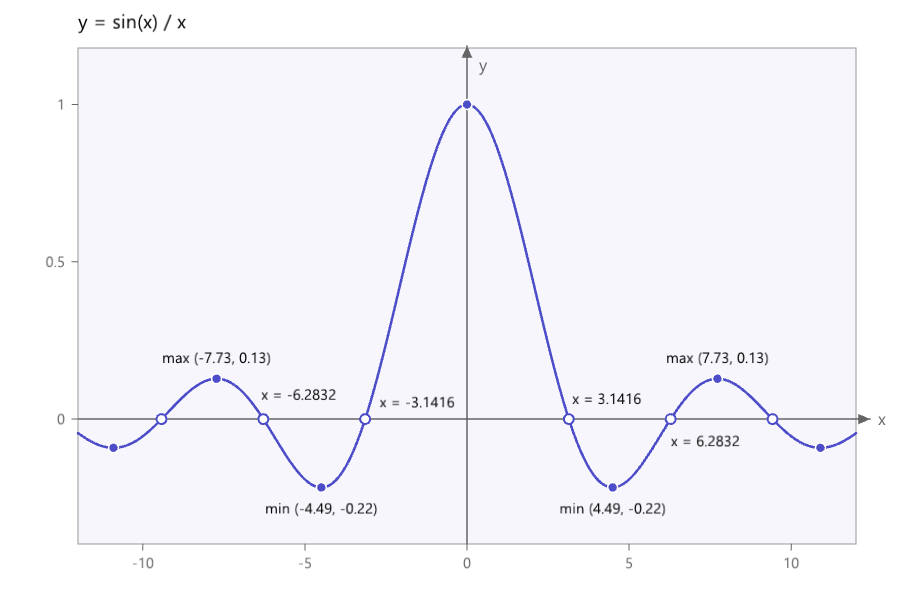 y = sin(x) / x
y
1
0.5
max (-7.73, 0.13)
max (7.73, 0.13)
x = -6.2832
x = -3.1416
x = 3.1416
0
x
x = 6.2832
min (-4.49, -0.22)
min (4.49, -0.22)
-10
-5
0
5
10